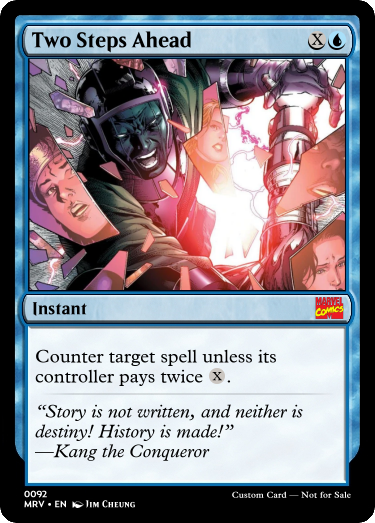 Two Steps Ahead X
MARVEL
COMICS
Instant
Counter target spell unless its
controller pays twice X.
“Story is not written, and neither is
destiny! History is made!”
—Kang the Conqueror
0092
MRV • EN JIM CHEUNG
Custom Card — Not for Sale